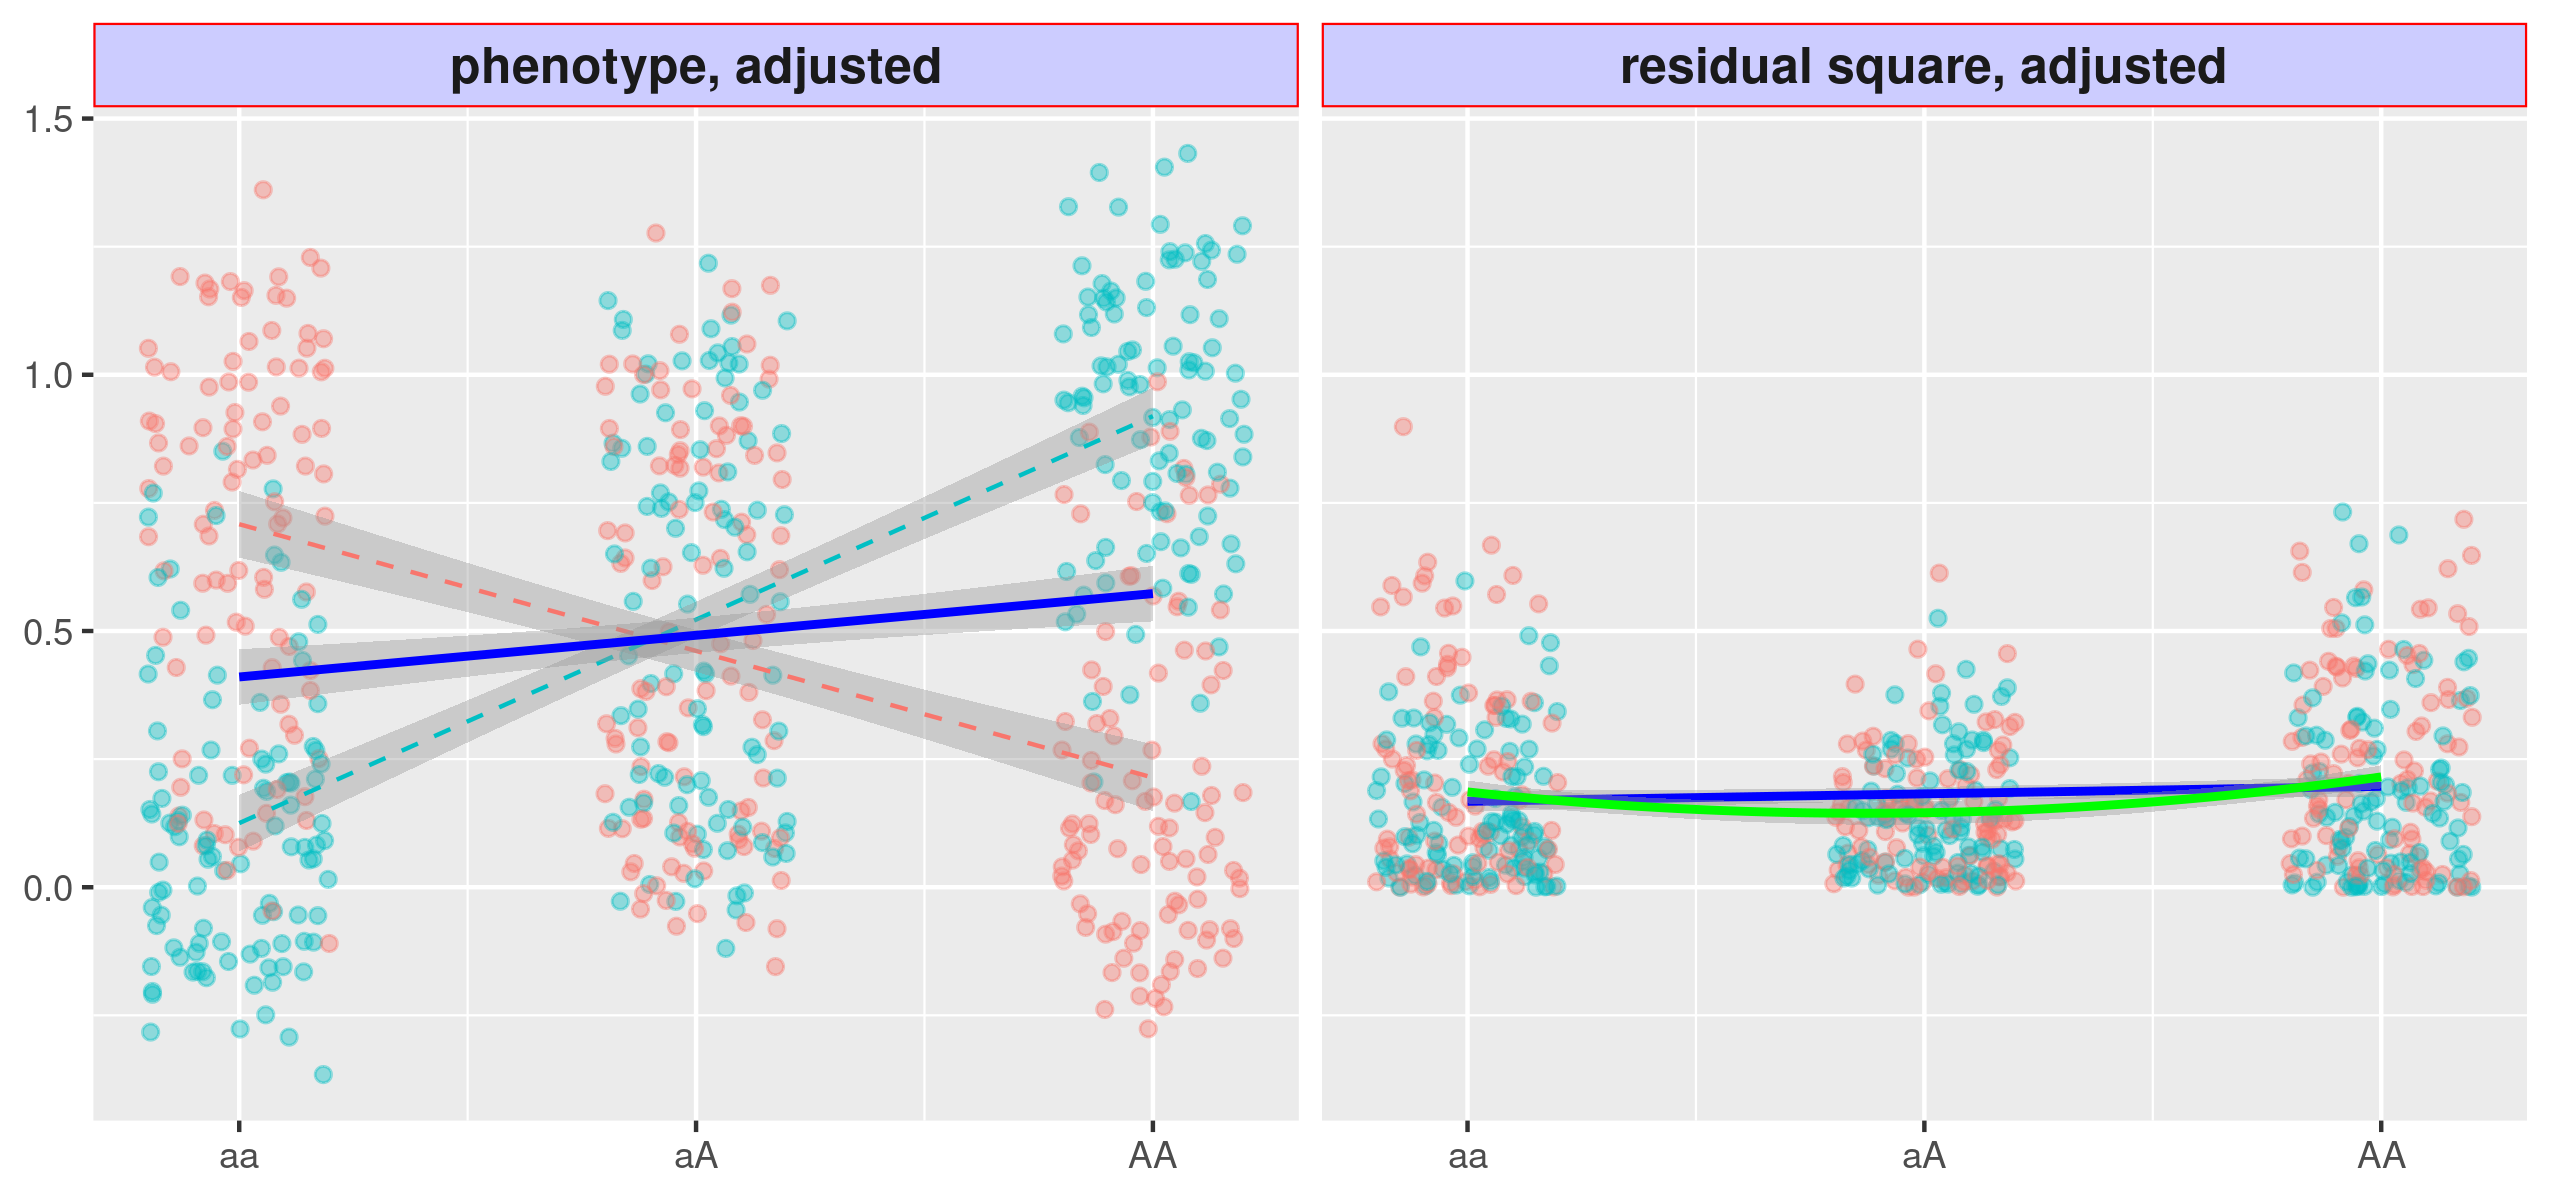 phenotype, adjusted
residual square, adjusted
1.5
1.0
0.5
0.0
aa
aA
AA
aa
aA
AA